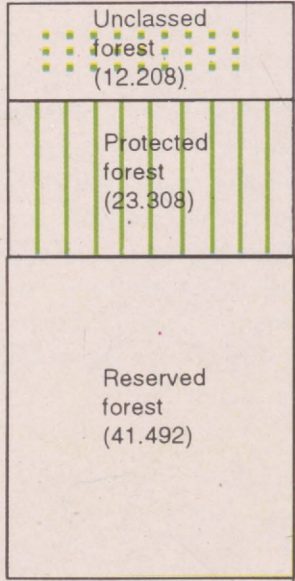 Unclassed
forest
(12.208)
Protected
forest
(23.308)
Reserved
forest
(41.492)